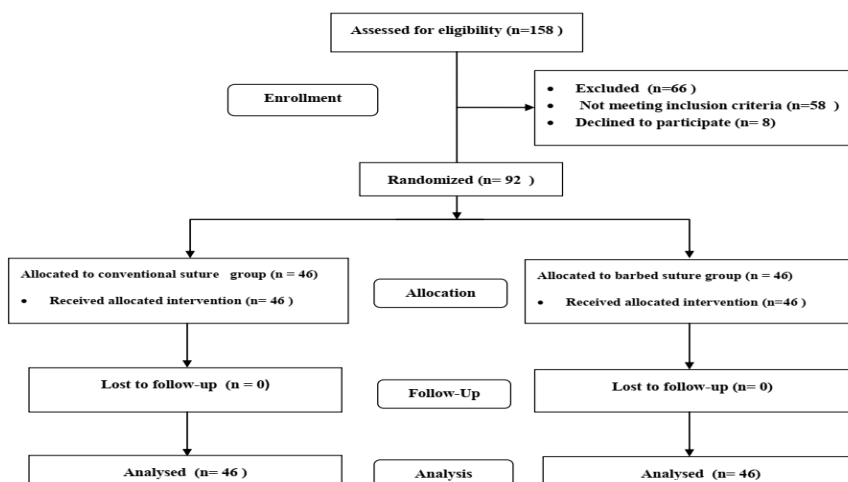 Assessed for eligibility (n=158 )
Enrollment
• Excluded (n=66 )
• Not meeting inclusion criteria (n=58 )
• Declined to participate (n= 8)
Randomized (n= 92 )
Allocated to conventional suture group (n = 46)
• Received allocated intervention (n= 46 )
Allocation
Allocated to barbed suture group (n = 46)
• Received allocated intervention (n=46 )
Lost to follow-up (n = 0)
Follow-Up
Lost to follow-up (n= 0)
Analysed (n= 46 )
Analysis
Analysed (n= 46)